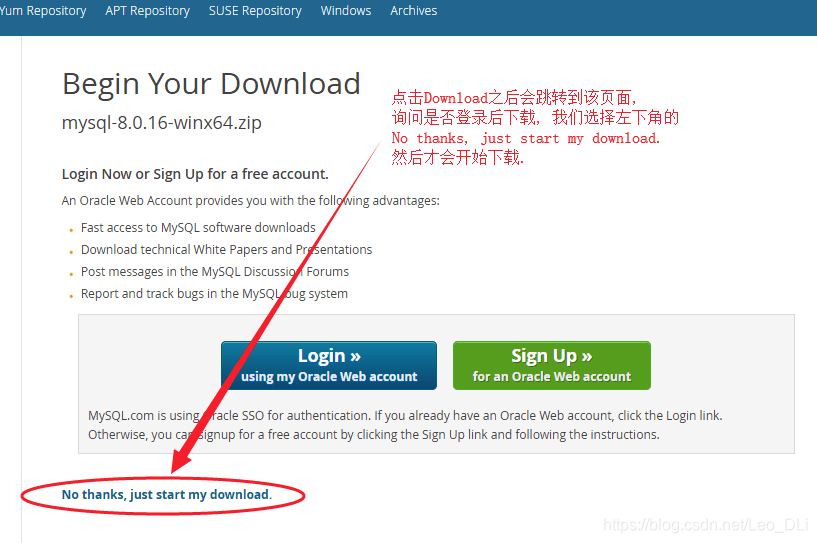 Yum Repository APT Repository SUSE Repository Windows Archives
Begin Your Download
mysql-8.0.16-winx64.zip
点击Download之后会跳转到该页面,
询问是否登录后下载, 我们选择左下角的
No thanks, just start my download.
然后才会开始下载.
Login Now or Sign Up for a free account.
An Oracle Web Account provides you with the following advantages:
Fast access to MySQL software downloads
Download technical White Papers and Presentations
Post messages in the MySQL Discussion Forums
Report and track bugs in the MySQL bug system
Login »
using my Oracle Web account
Sign Up »
for an Oracle Web account
MySQL.com is using Oracle SSO for authentication. If you already have an Oracle Web account, click the Login link.
Otherwise, you can signup for a free account by clicking the Sign Up link and following the instructions.
No thanks, just start my download.
https://blog.csdn.net/Leo_DLi